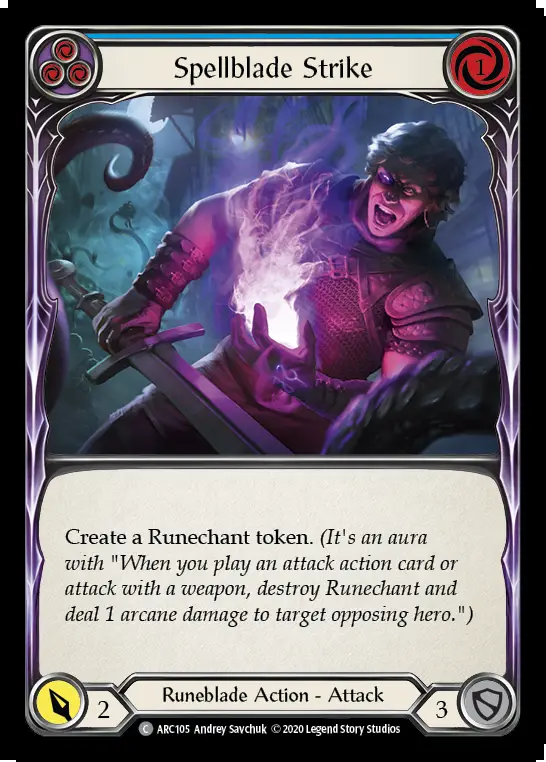 Spellblade Strike
1
Create a Runechant token. (It's an aura
with "When you play an attack action card or
attack with a weapon, destroy Runechant and
deal 1 arcane damage to target opposing hero.")
2
Runeblade Action - Attack
3
C ARC105 Andrey Savchuk © 2020 Legend Story Studios